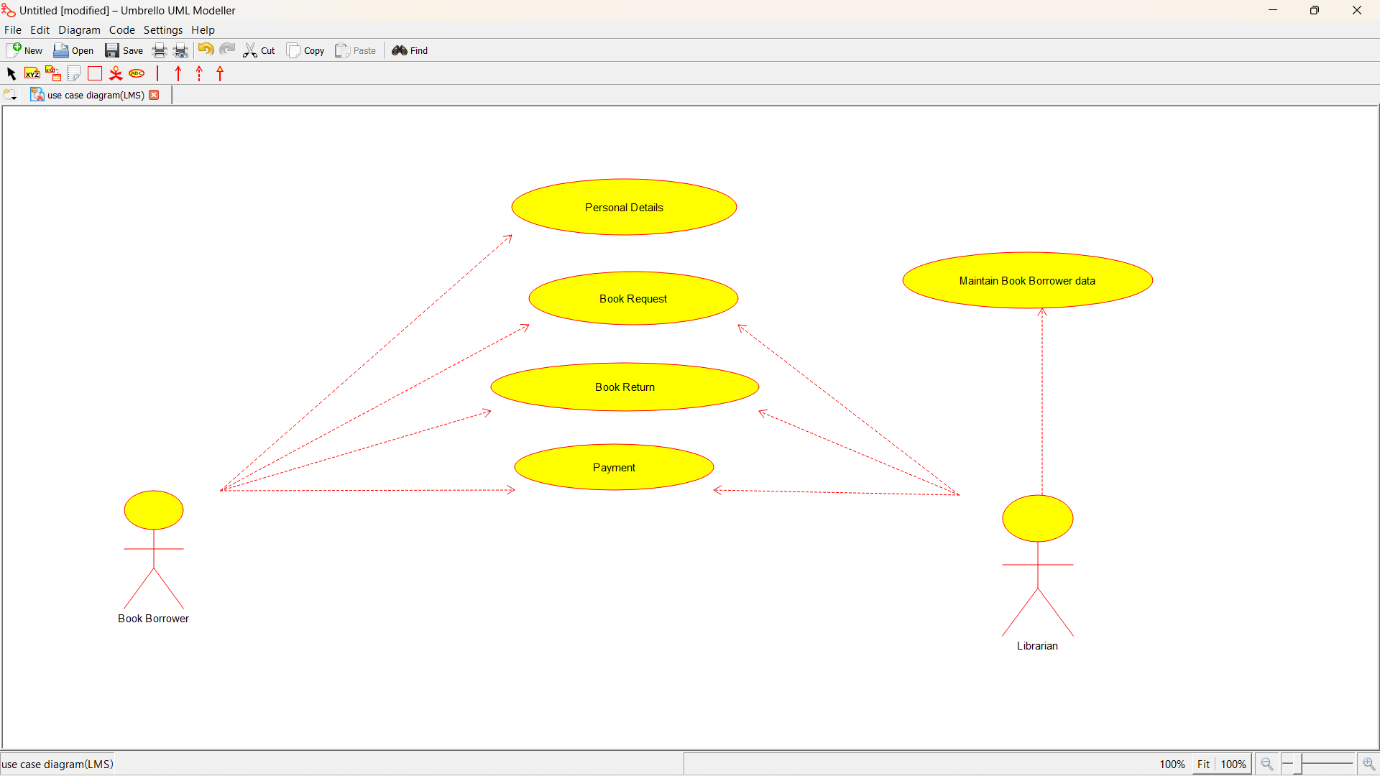 Untitled [modified] – Umbrello UML Modeller
File Edit Diagram Code Settings Help
New Open Save Cut Copy Paste Find
XYZ ABC
use case diagram(LMS)
Personal Details
Maintain Book Borrower data
Book Request
Book Return
Payment
Book Borrower
Librarian
use case diagram(LMS) 100% Fit 100%